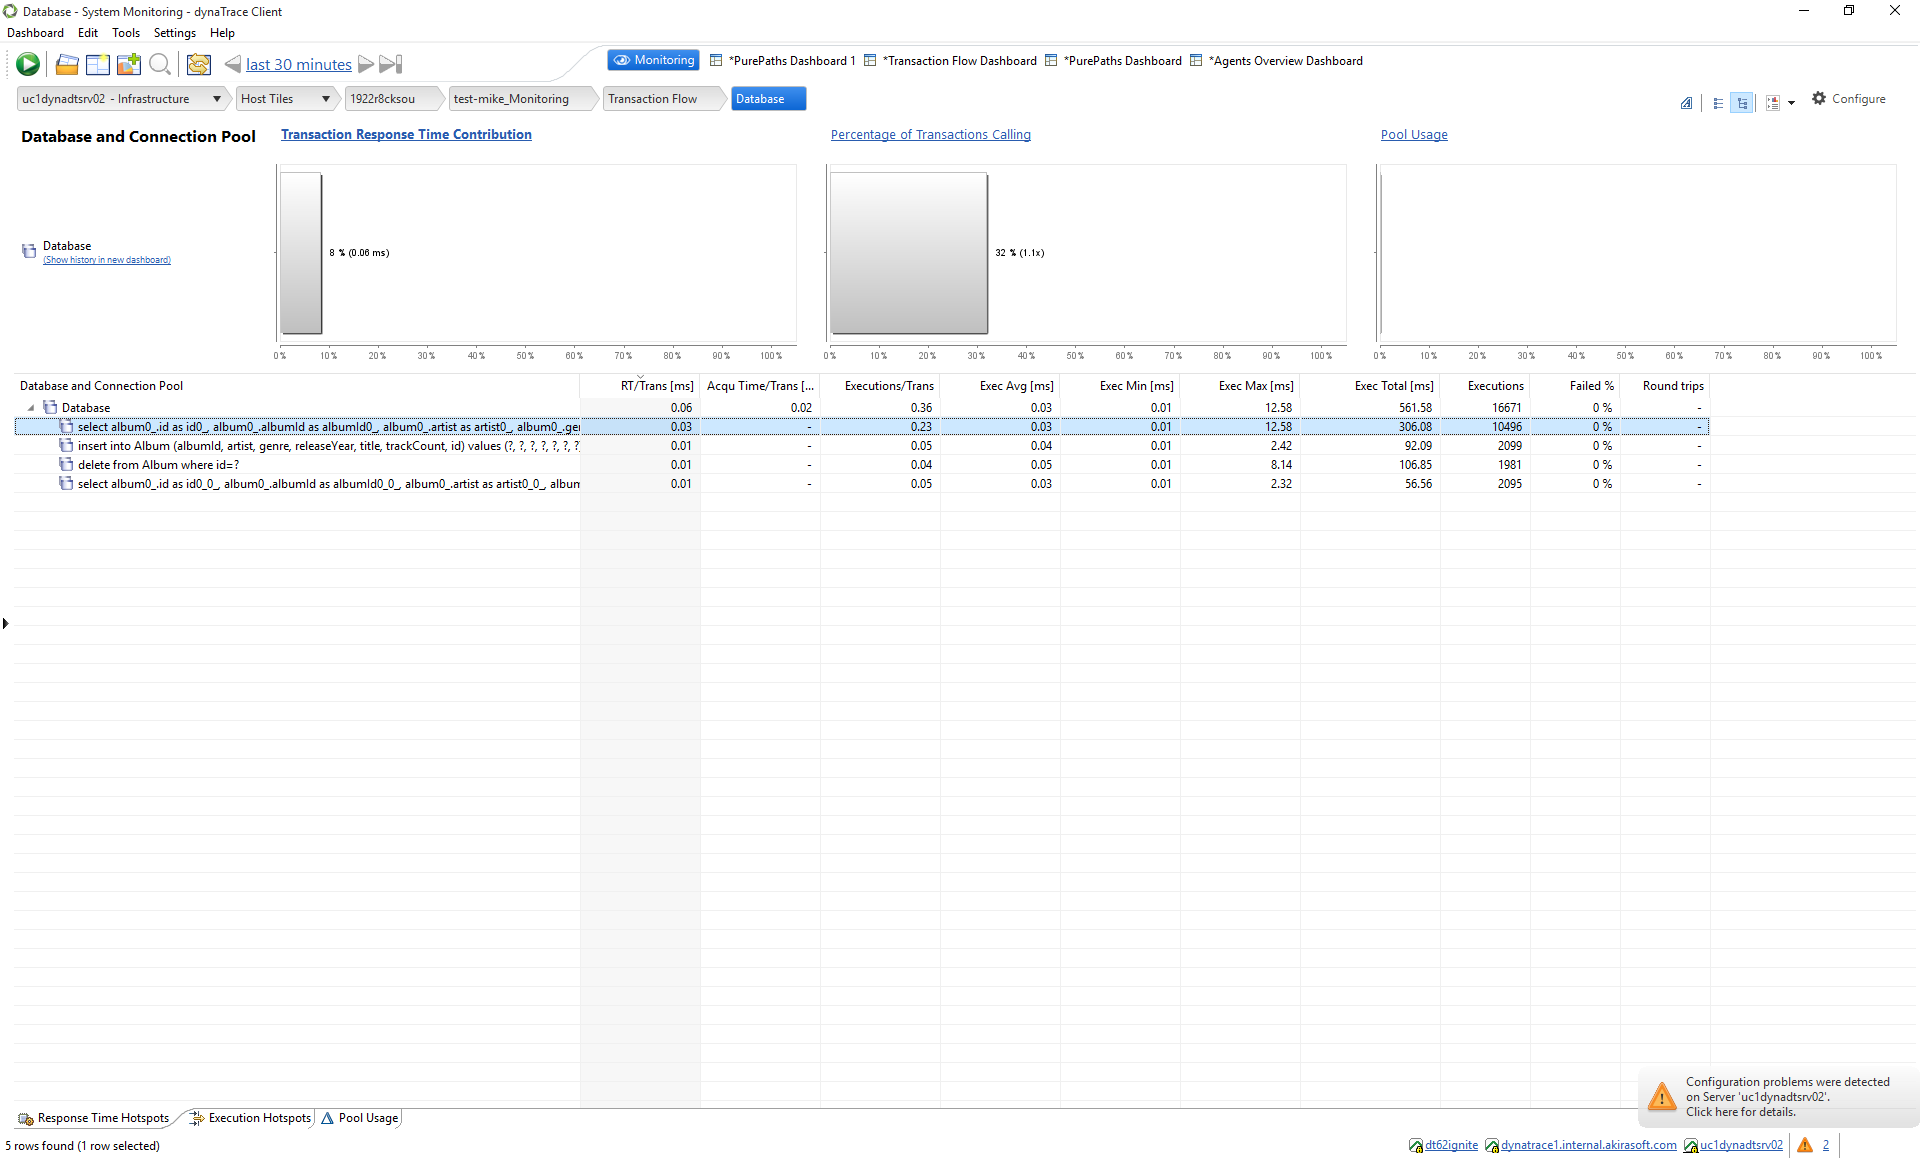 Database - System Monitoring - dynaTrace Client
Dashboard Edit Tools Settings Help
last 30 minutes
Monitoring *PurePaths Dashboard 1 *Transaction Flow Dashboard *PurePaths Dashboard *Agents Overview Dashboard
uc1dynadtsrv02 - Infrastructure Host Tiles 1922r8cksou test-mike_Monitoring Transaction Flow Database Configure
Database and Connection Pool Transaction Response Time Contribution Percentage of Transactions Calling Pool Usage
Database
(Show history in new dashboard)
8 % (0.06 ms)
32 % (1.1x)
0% 10% 20% 30% 40% 50% 60% 70% 80% 90% 100% 0% 10% 20% 30% 40% 50% 60% 70% 80% 90% 100% 0% 10% 20% 30% 40% 50% 60% 70% 80% 90% 100%
Database and Connection Pool RT/Trans [ms] Acqu Time/Trans [... Executions/Trans Exec Avg [ms] Exec Min [ms] Exec Max [ms] Exec Total [ms] Executions Failed % Round trips
Database 0.06 0.02 0.36 0.03 0.01 12.58 561.58 16671 0 % -
select album0_.id as id0_, album0_.albumId as albumId0_, album0_.artist as artist0_, album0_.ger 0.03 - 0.23 0.03 0.01 12.58 306.08 10496 0 % -
insert into Album (albumId, artist, genre, releaseYear, title, trackCount, id) values (?, ?, ?, ?, ?, ?, ?) 0.01 - 0.05 0.04 0.01 2.42 92.09 2099 0 % -
delete from Album where id=? 0.01 - 0.04 0.05 0.01 8.14 106.85 1981 0 % -
select album0_.id as id0_0_, album0_.albumId as albumId0_0_, album0_.artist as artist0_0_, album 0.01 - 0.05 0.03 0.01 2.32 56.56 2095 0 % -
Configuration problems were detected
on Server 'uc1dynadtsrv02'.
Click here for details.
Response Time Hotspots Execution Hotspots Pool Usage
5 rows found (1 row selected) dt62ignite dynatrace1.internal.akirasoft.com uc1dynadtsrv02 2